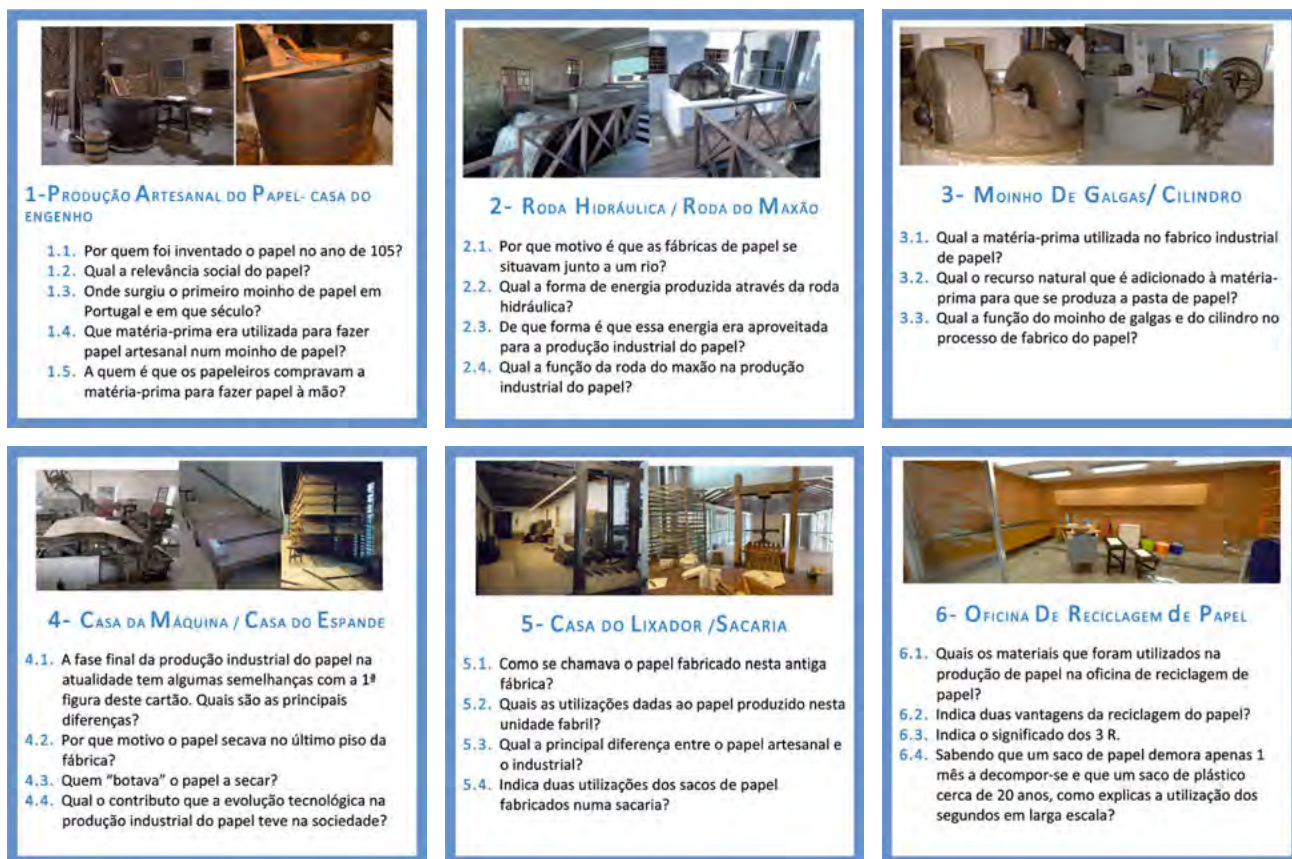 1-Produção Artesanal do Papel- casa do
engenho
1.1. Por quem foi inventado o papel no ano de 105?
1.2. Qual a relevância social do papel?
1.3. Onde surgiu o primeiro moinho de papel em
Portugal e em que século?
1.4. Que matéria-prima era utilizada para fazer
papel artesanal num moinho de papel?
1.5. A quem é que os papeleiros compravam a
matéria-prima para fazer papel à mão?
2- Roda Hidráulica / Roda do Maxão
2.1. Por que motivo é que as fábricas de papel se
situavam junto a um rio?
2.2. Qual a forma de energia produzida através da roda
hidráulica?
2.3. De que forma é que essa energia era aproveitada
para a produção industrial do papel?
2.4. Qual a função da roda do maxão na produção
industrial do papel?
3- Moinho De Galgas/ Cilindro
3.1. Qual a matéria-prima utilizada no fabrico industrial
de papel?
3.2. Qual o recurso natural que é adicionado à matéria-
prima para que se produza a pasta de papel?
3.3. Qual a função do moinho de galgas e do cilindro no
processo de fabrico do papel?
4- Casa da Máquina / Casa do Espande
4.1. A fase final da produção industrial do papel na
atualidade tem algumas semelhanças com a 1ª
figura deste cartão. Quais são as principais
diferenças?
4.2. Por que motivo o papel secava no último piso da
fábrica?
4.3. Quem “botava” o papel a secar?
4.4. Qual o contributo que a evolução tecnológica na
produção industrial do papel teve na sociedade?
5- Casa do Lixador /Sacaria
5.1. Como se chamava o papel fabricado nesta antiga
fábrica?
5.2. Quais as utilizações dadas ao papel produzido nesta
unidade fabril?
5.3. Qual a principal diferença entre o papel artesanal e
o industrial?
5.4. Indica duas utilizações dos sacos de papel
fabricados numa sacaria?
6- Oficina De Reciclagem de Papel
6.1. Quais os materiais que foram utilizados na
produção de papel na oficina de reciclagem de
papel?
6.2. Indica duas vantagens da reciclagem do papel?
6.3. Indica o significado dos 3 R.
6.4. Sabendo que um saco de papel demora apenas 1
mês a decompor-se e que um saco de plástico
cerca de 20 anos, como explicas a utilização dos
segundos em larga escala?